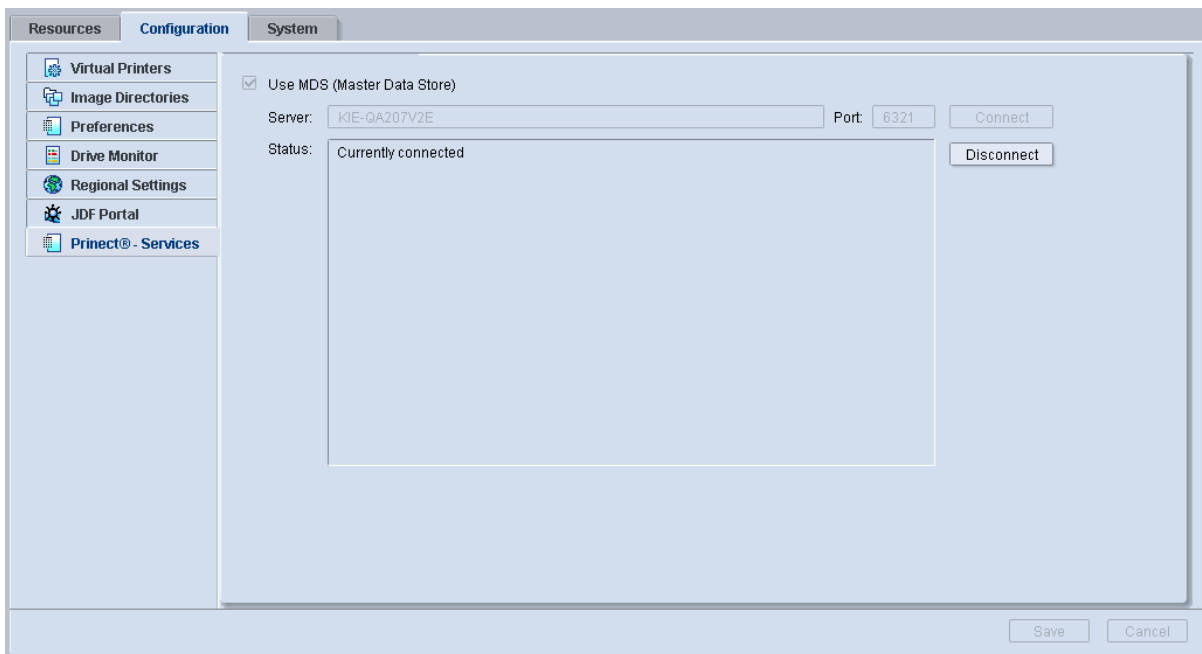 Resources Configuration System
Virtual Printers
Image Directories
Preferences
Drive Monitor
Regional Settings
JDF Portal
Prinect® - Services
Use MDS (Master Data Store)
Server: KIE-QA207V2E Port: 6321 Connect
Status: Currently connected Disconnect
Save Cancel